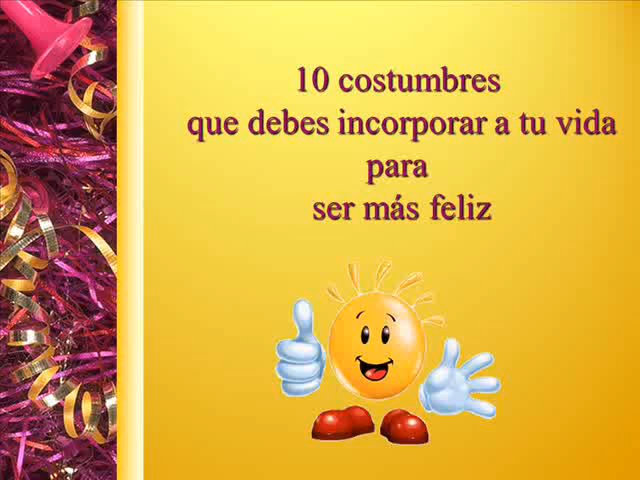 10 costumbres
que debes incorporar a tu vida
para
ser más feliz